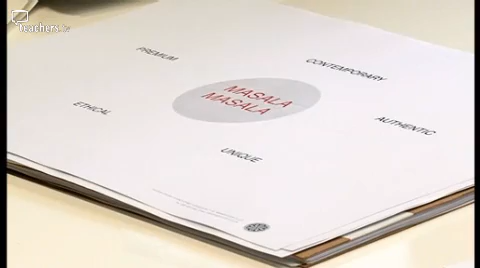 teachers.tv
PREMIUM
CONTEMPORARY
MASALA
MASALA
ETHICAL
AUTHENTIC
UNIQUE